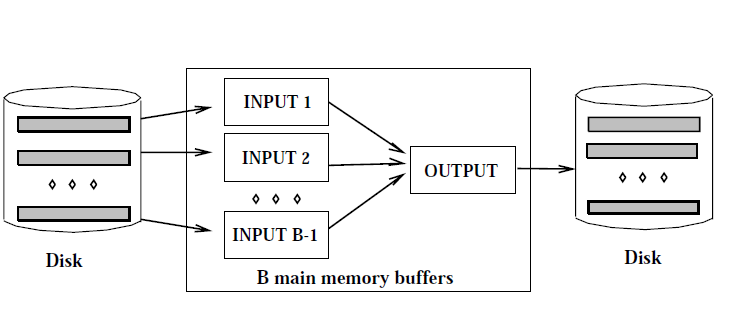 INPUT 1
INPUT 2
OUTPUT
INPUT B-1
Disk
Disk
B main memory buffers